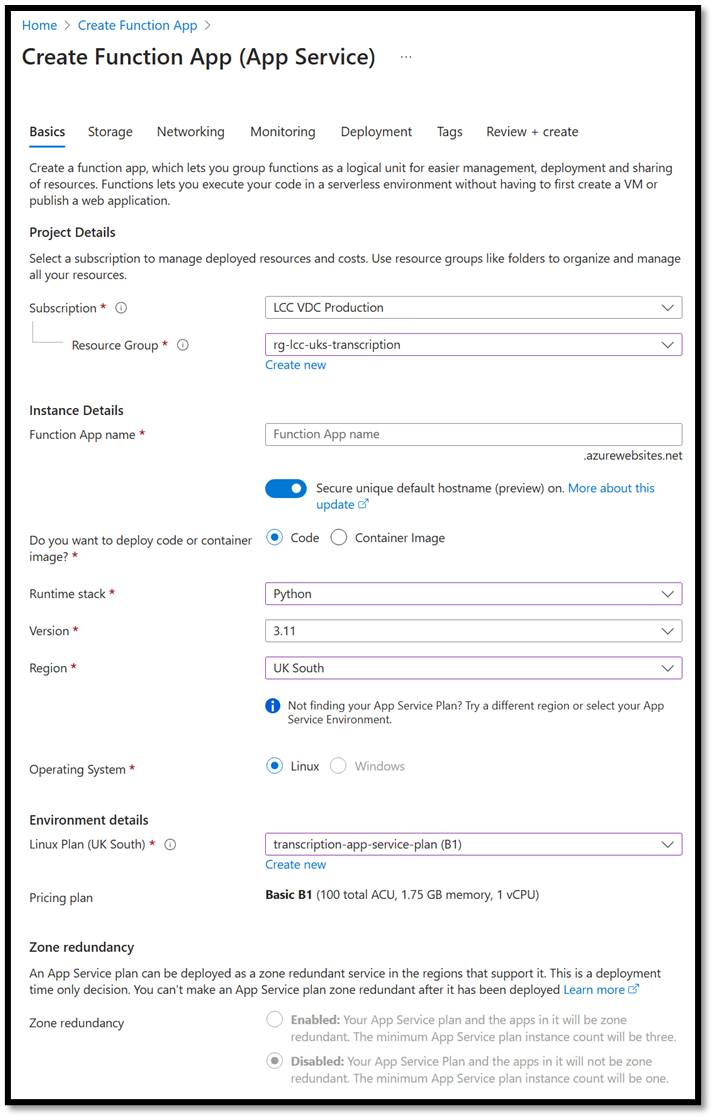 Home > Create Function App >
Create Function App (App Service) ...
Basics Storage Networking Monitoring Deployment Tags Review + create
Create a function app, which lets you group functions as a logical unit for easier management, deployment and sharing
of resources. Functions lets you execute your code in a serverless environment without having to first create a VM or
publish a web application.
Project Details
Select a subscription to manage deployed resources and costs. Use resource groups like folders to organize and manage
all your resources.
Subscription * LCC VDC Production
Resource Group * rg-lcc-uks-transcription
Create new
Instance Details
Function App name * Function App name
.azurewebsites.net
Secure unique default hostname (preview) on. More about this
update
Do you want to deploy code or container
image? *
Code Container Image
Runtime stack * Python
Version * 3.11
Region * UK South
Not finding your App Service Plan? Try a different region or select your App
Service Environment.
Operating System * Linux Windows
Environment details
Linux Plan (UK South) * transcription-app-service-plan (B1)
Create new
Pricing plan Basic B1 (100 total ACU, 1.75 GB memory, 1 vCPU)
Zone redundancy
An App Service plan can be deployed as a zone redundant service in the regions that support it. This is a deployment
time only decision. You can't make an App Service plan zone redundant after it has been deployed Learn more
Zone redundancy
Enabled: Your App Service plan and the apps in it will be zone
redundant. The minimum App Service plan instance count will be three.
Disabled: Your App Service Plan and the apps in it will not be zone
redundant. The minimum App Service plan instance count will be one.